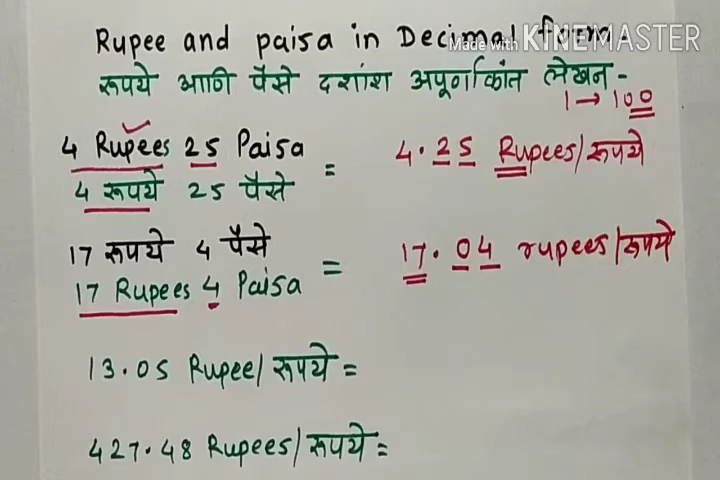 Rupee and paisa in Decimal form -
Made with KINEMASTER
रूपये आणि पैसे दशांश अपूर्णांकांत लेखन -
1 → 100
4 Rupees 25 Paisa
4 रूपये 25 पैसे
= 4.25 Rupees/रूपये
17 रूपये 4 पैसे
17 Rupees 4 Paisa
= 17.04 rupees/रूपये
13.05 Rupee/रूपये =
427.48 Rupees/रूपये =